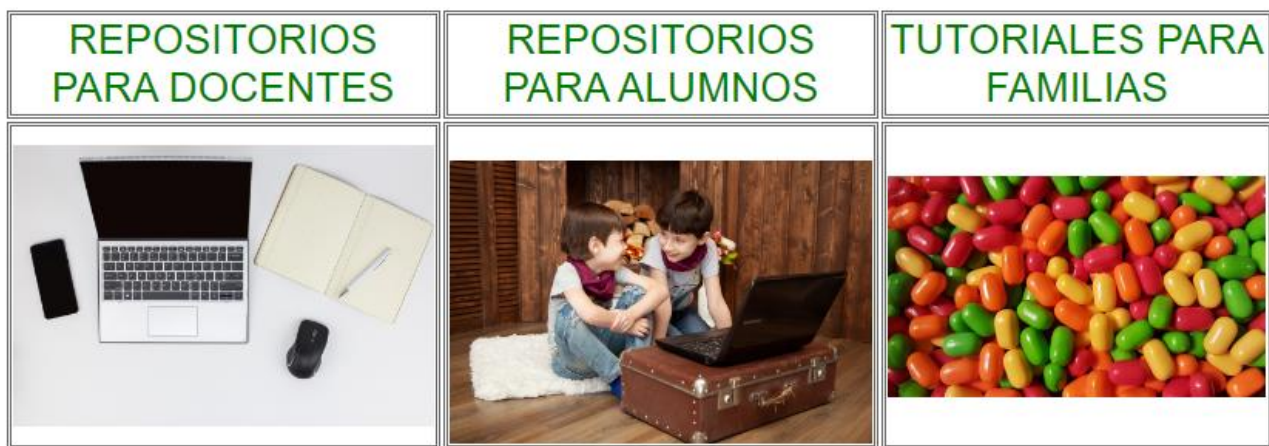 REPOSITORIOS
PARA DOCENTES
REPOSITORIOS
PARA ALUMNOS
TUTORIALES PARA
FAMILIAS